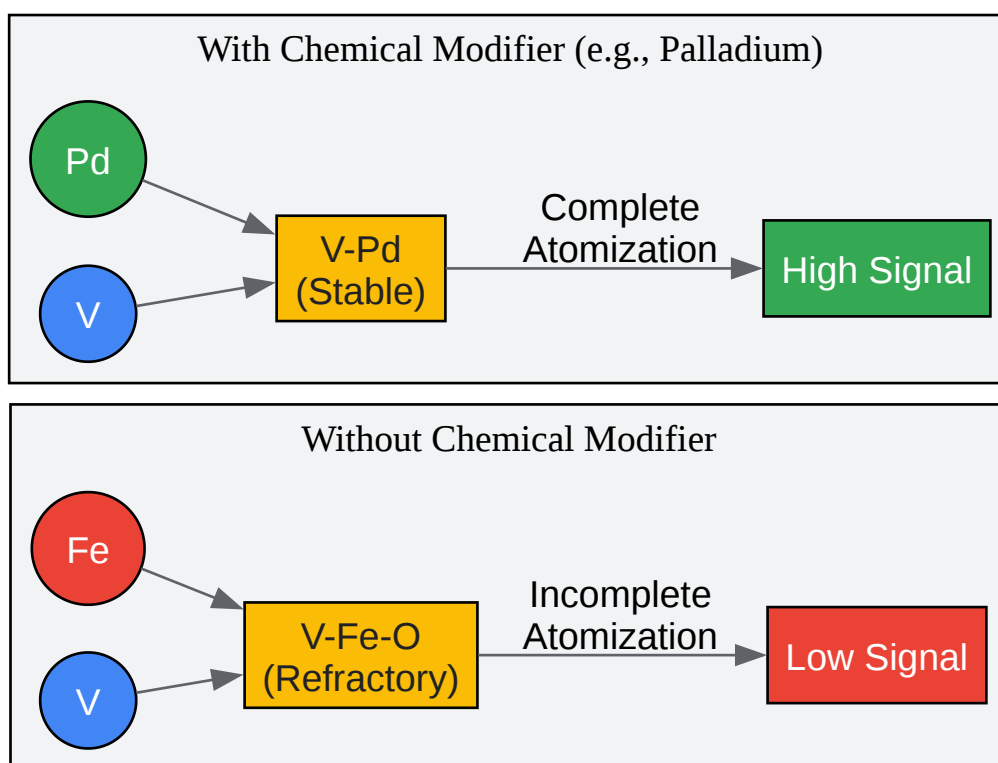 With Chemical Modifier (e.g., Palladium)
Pd
V
V-Pd
(Stable)
Complete
Atomization
High Signal
Without Chemical Modifier
Fe
V
V-Fe-O
(Refractory)
Incomplete
Atomization
Low Signal